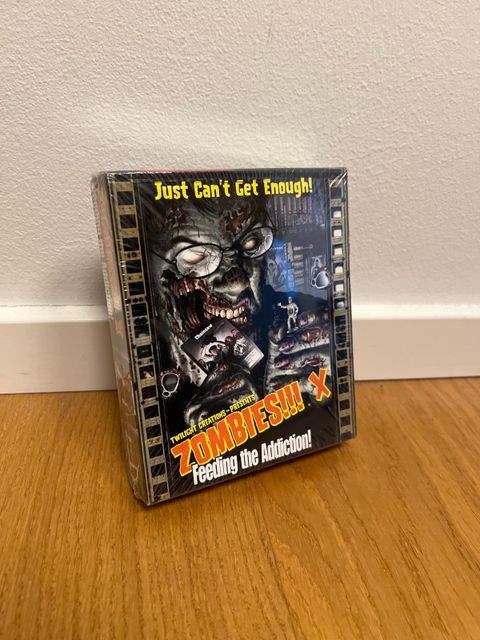 Just Can't Get Enough!
TWILIGHT CREATIONS - PRESENTS
ZOMBIES!!! X
Feeding the Addiction!